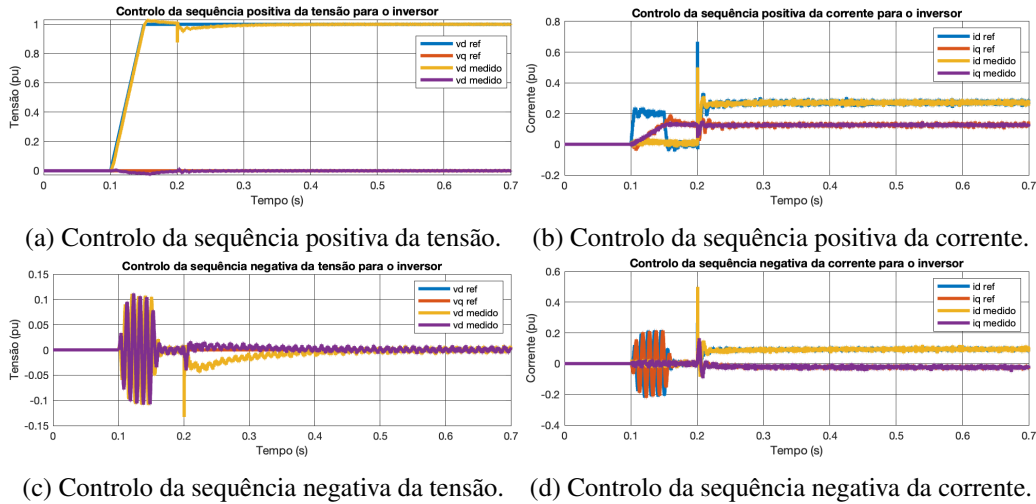 Controlo da sequência positiva da tensão para o inversor
Tensão (pu)
1
0.8
0.6
0.4
0.2
0
vd ref
vq ref
vd medido
vd medido
0
0.1
0.2
0.3
0.4
0.5
0.6
0.7
Tempo (s)
(a) Controlo da sequência positiva da tensão.
Controlo da sequência positiva da corrente para o inversor
Corrente (pu)
0.8
0.6
0.4
0.2
0
-0.2
id ref
iq ref
id medido
iq medido
0
0.1
0.2
0.3
0.4
0.5
0.6
0.7
Tempo (s)
(b) Controlo da sequência positiva da corrente.
Controlo da sequência negativa da tensão para o inversor
Tensão (pu)
0.15
0.1
0.05
0
-0.05
-0.1
-0.15
vd ref
vq ref
vd medido
vd medido
0
0.1
0.2
0.3
0.4
0.5
0.6
0.7
Tempo (s)
(c) Controlo da sequência negativa da tensão.
Controlo da sequência negativa da corrente para o inversor
Corrente (pu)
0.6
0.4
0.2
0
-0.2
-0.4
id ref
iq ref
id medido
iq medido
0
0.1
0.2
0.3
0.4
0.5
0.6
0.7
Tempo (s)
(d) Controlo da sequência negativa da corrente.